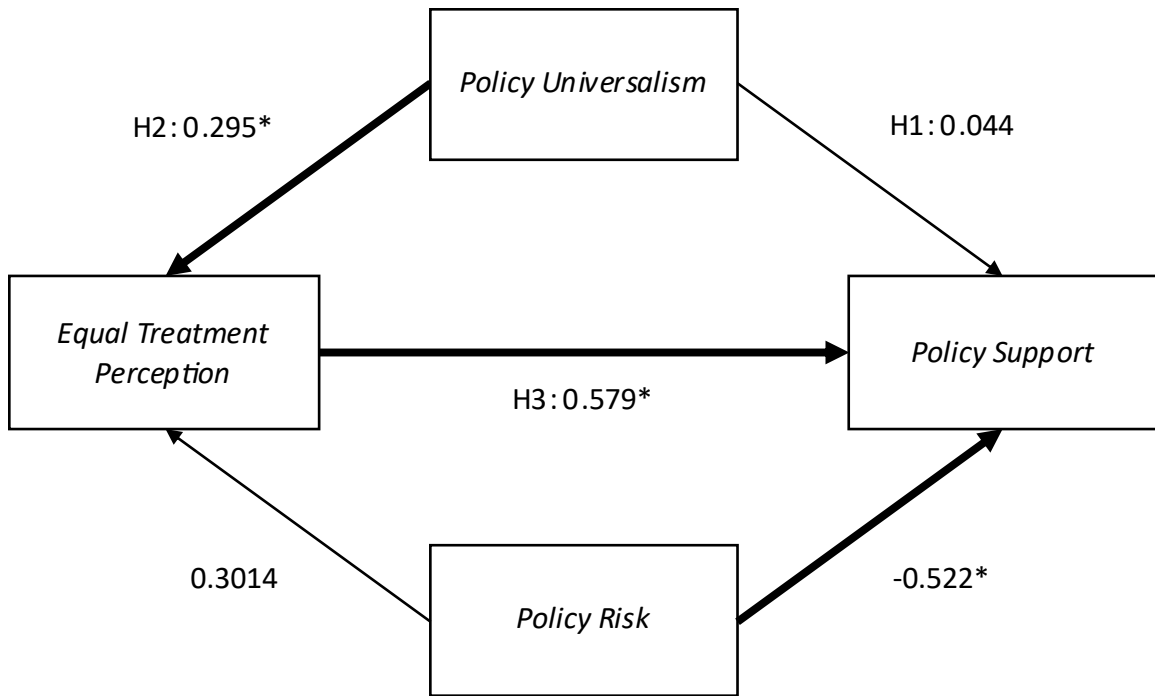 Policy Universalism
H2: 0.295*
H1: 0.044
Equal Treatment
Perception
Policy Support
H3: 0.579*
0.3014
-0.522*
Policy Risk